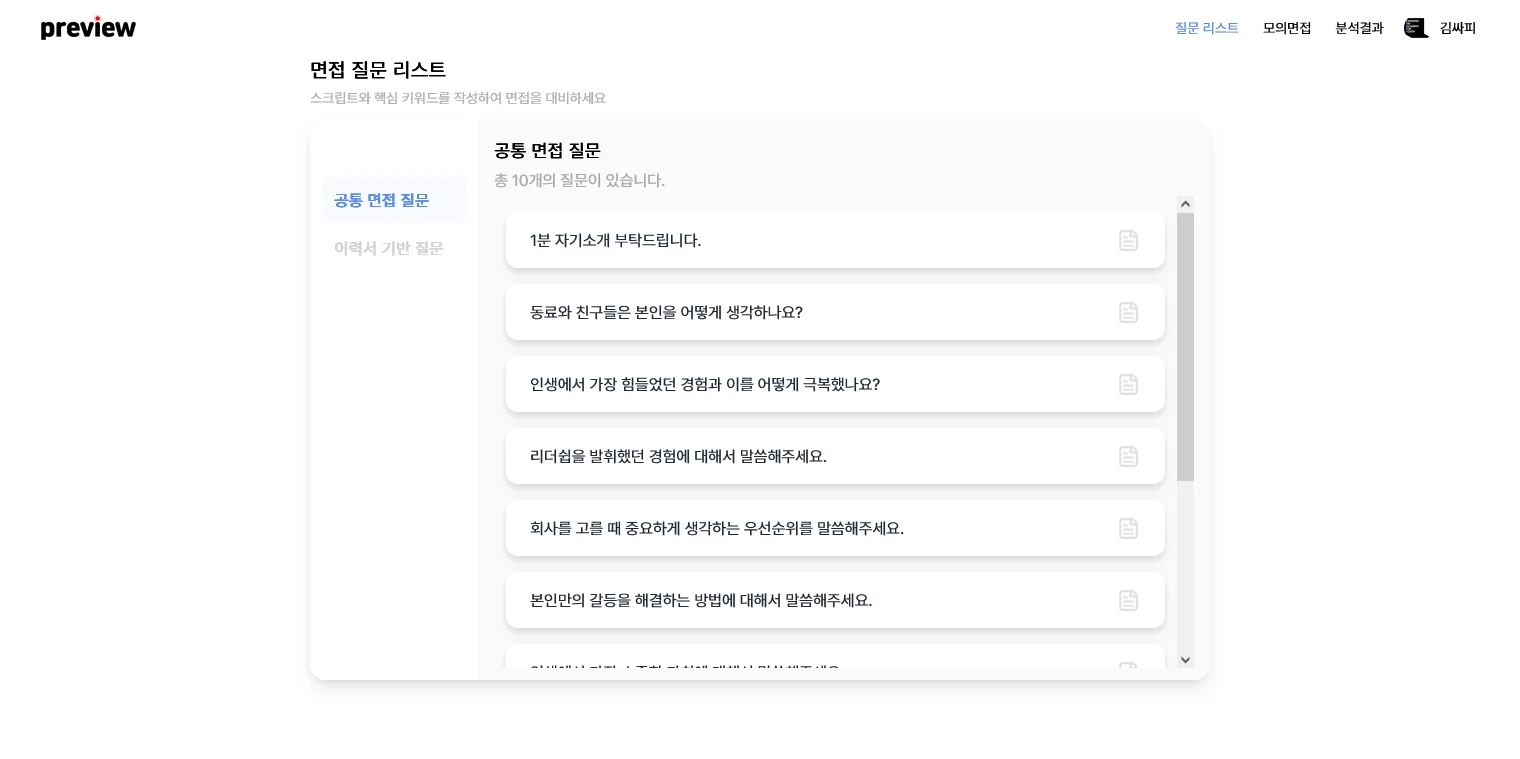 preview
질문 리스트
모의면접
분석결과
김싸피
면접 질문 리스트
스크립트와 핵심 키워드를 작성하여 면접을 대비하세요
공통 면접 질문
이력서 기반 질문
공통 면접 질문
총 10개의 질문이 있습니다.
1분 자기소개 부탁드립니다.
동료와 친구들은 본인을 어떻게 생각하나요?
인생에서 가장 힘들었던 경험과 이를 어떻게 극복했나요?
리더쉽을 발휘했던 경험에 대해서 말씀해주세요.
회사를 고를 때 중요하게 생각하는 우선순위를 말씀해주세요.
본인만의 갈등을 해결하는 방법에 대해서 말씀해주세요.